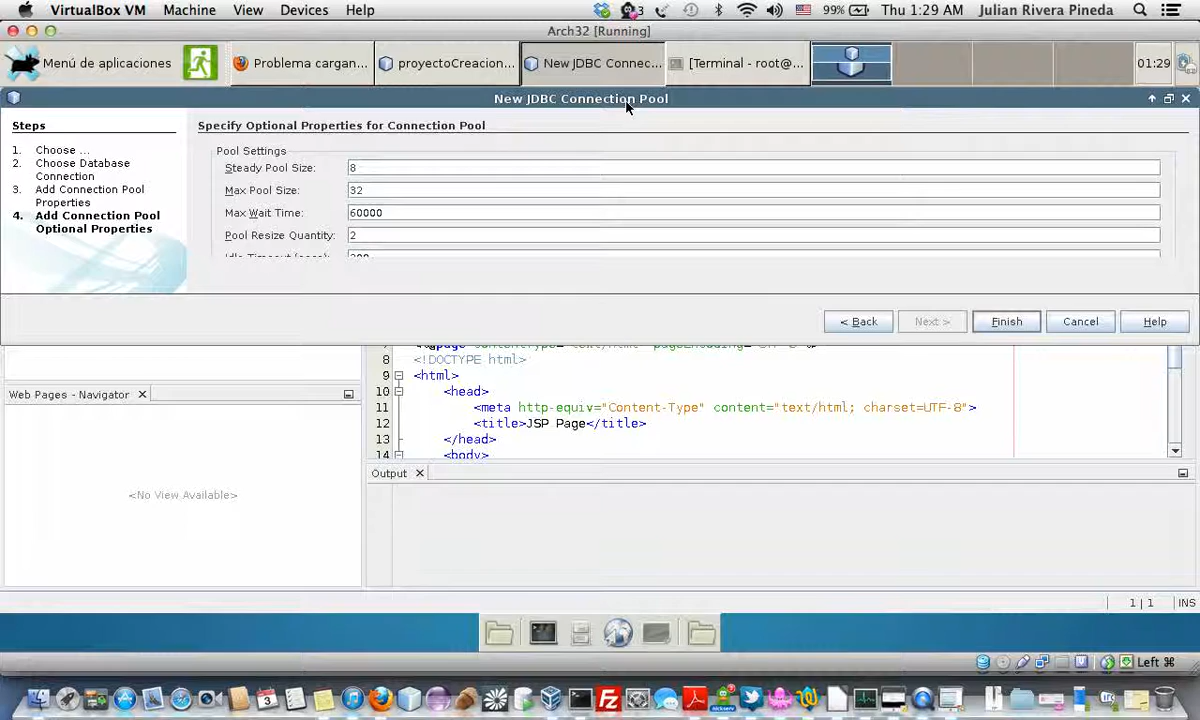 VirtualBox VM Machine View Devices Help 3 99% Thu 1:29 AM Julian Rivera Pineda
Arch32 [Running]
Menú de aplicaciones Problema cargan... proyectoCreacion... New JDBC Connec... [Terminal - root@... 01:29
New JDBC Connection Pool
Steps
1. Choose ...
2. Choose Database
Connection
3. Add Connection Pool
Properties
4. Add Connection Pool
Optional Properties
Specify Optional Properties for Connection Pool
Pool Settings
Steady Pool Size: 8
Max Pool Size: 32
Max Wait Time: 60000
Pool Resize Quantity: 2
< Back Next > Finish Cancel Help
8 <!DOCTYPE html>
9 <html>
10 <head>
11 <meta http-equiv="Content-Type" content="text/html; charset=UTF-8">
12 <title>JSP Page</title>
13 </head>
14 <body>
Web Pages - Navigator
<No View Available>
Output
1 | 1 INS
Left ⌘